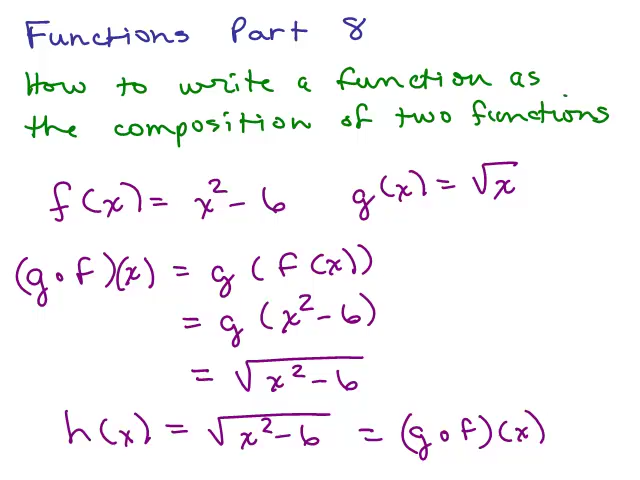 Functions Part 8
How to write a function as
the composition of two functions
f(x) = x² - 6 g(x) = √x
(g∘f)(x) = g(f(x))
= g(x² - 6)
= √(x² - 6)
h(x) = √(x² - 6) = (g∘f)(x)